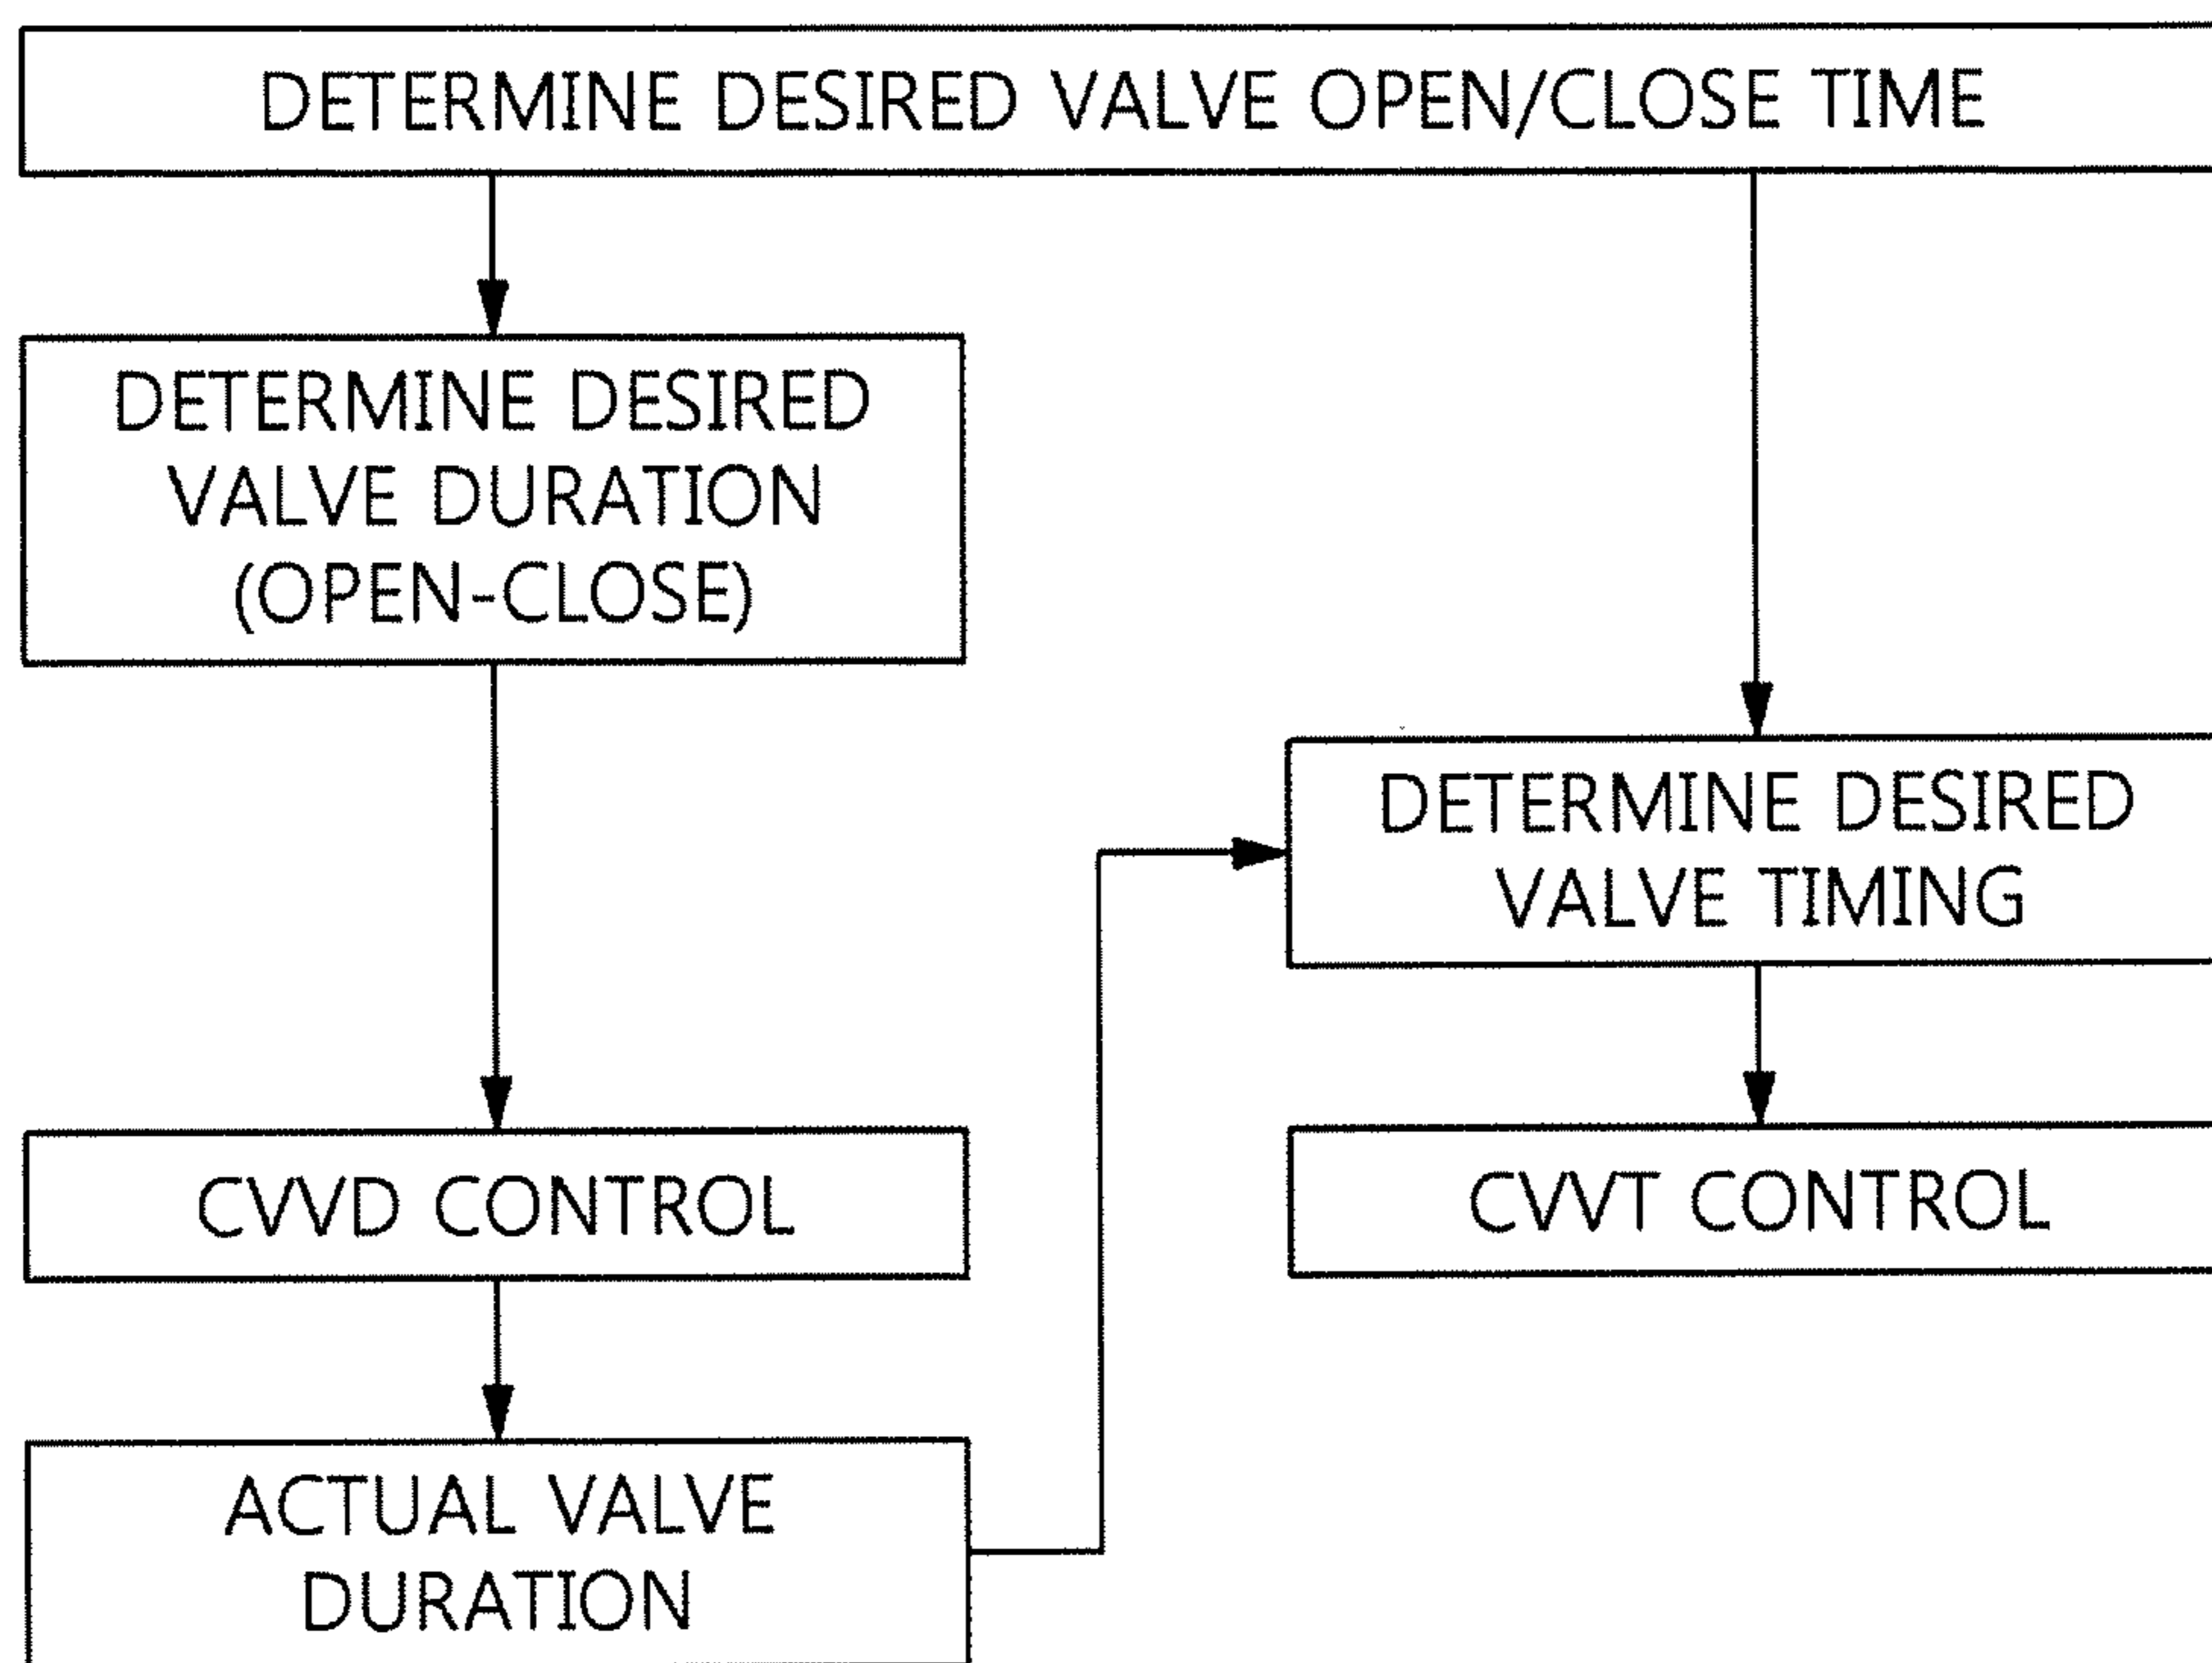 DETERMINE DESIRED VALVE OPEN/CLOSE TIME
DETERMINE DESIRED
VALVE DURATION
(OPEN-CLOSE)
DETERMINE DESIRED
VALVE TIMING
CVVD CONTROL
CVVT CONTROL
ACTUAL VALVE
DURATION